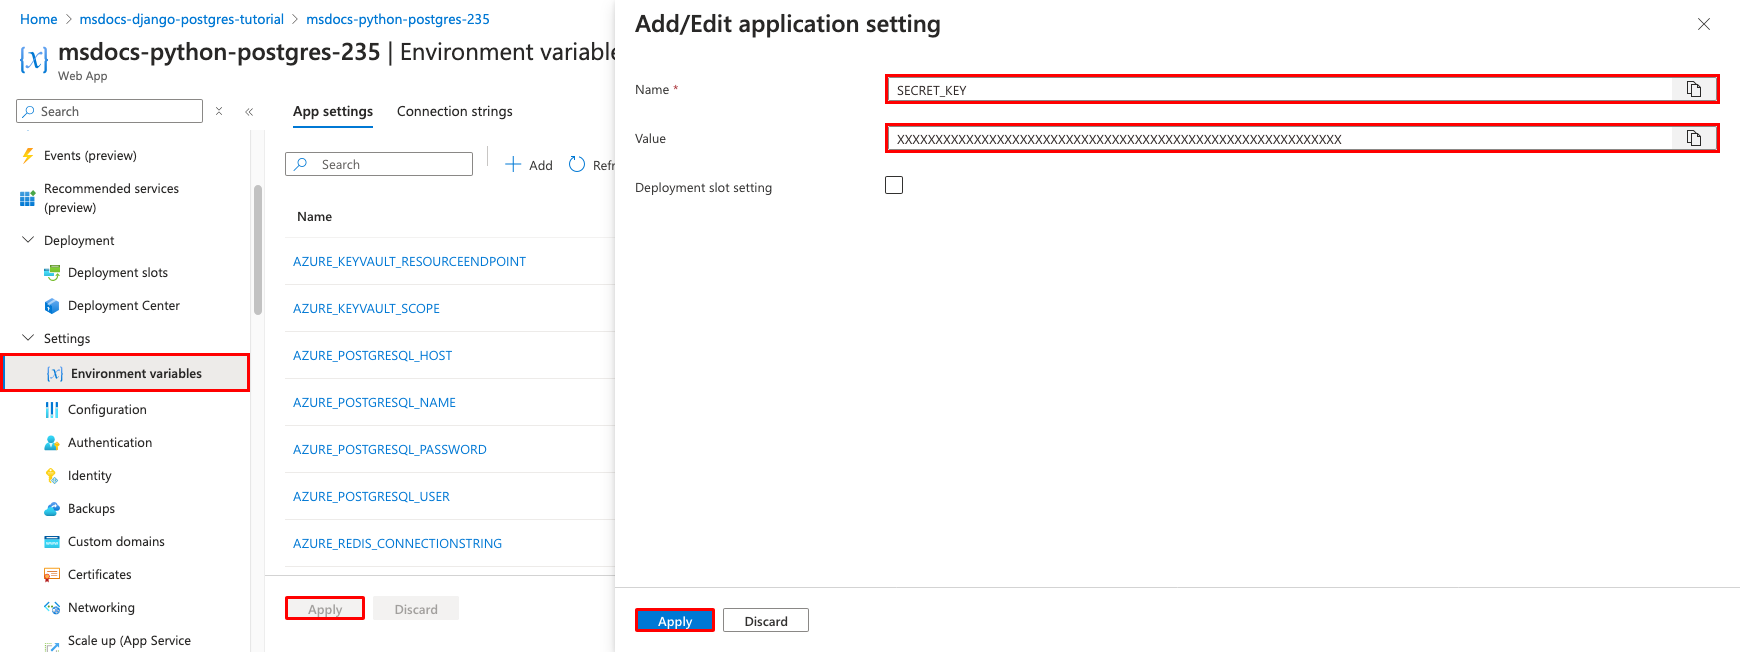 Home > msdocs-django-postgres-tutorial > msdocs-python-postgres-235
msdocs-python-postgres-235 | Environment variable
Web App
Search
Events (preview)
Recommended services
(preview)
Deployment
Deployment slots
Deployment Center
Settings
Environment variables
Configuration
Authentication
Identity
Backups
Custom domains
Certificates
Networking
Scale up (App Service
App settings Connection strings
Search Add Refr
Name
AZURE_KEYVAULT_RESOURCEENDPOINT
AZURE_KEYVAULT_SCOPE
AZURE_POSTGRESQL_HOST
AZURE_POSTGRESQL_NAME
AZURE_POSTGRESQL_PASSWORD
AZURE_POSTGRESQL_USER
AZURE_REDIS_CONNECTIONSTRING
Apply Discard
Add/Edit application setting
Name * SECRET_KEY
Value XXXXXXXXXXXXXXXXXXXXXXXXXXXXXXXXXXXXXXXXXXXXXXXXXXXXXXXXXX
Deployment slot setting
Apply Discard